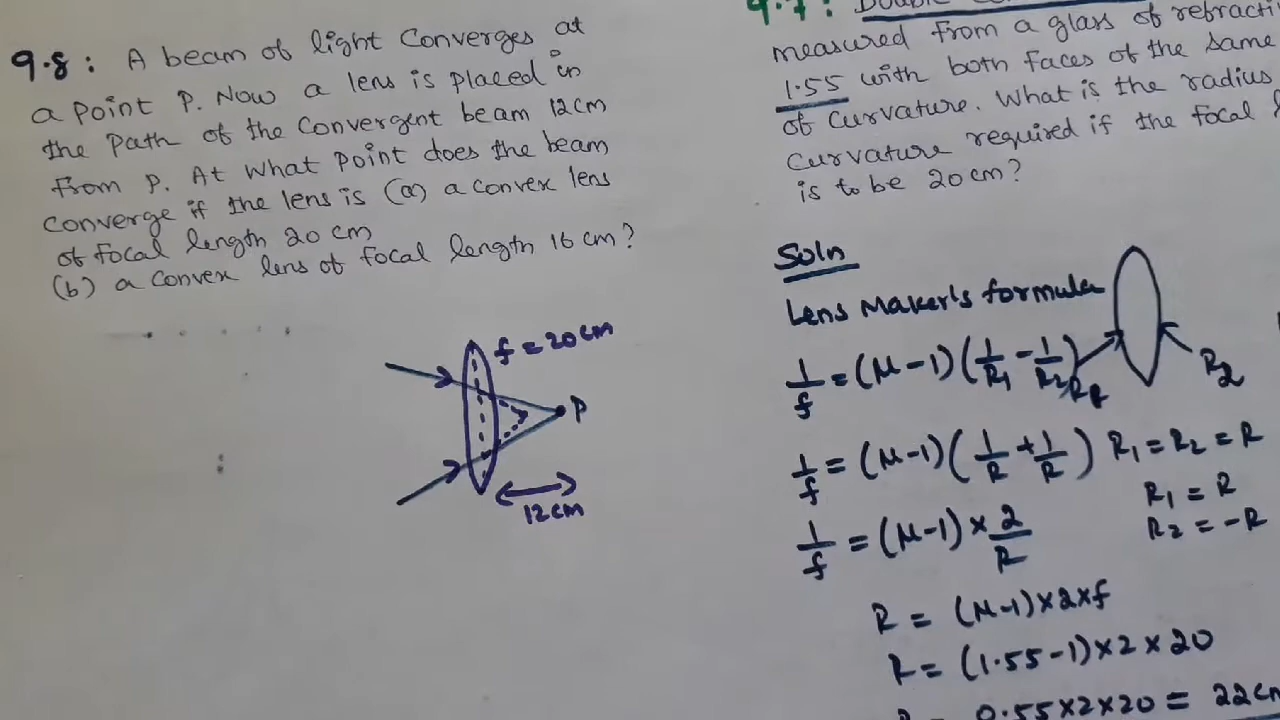 9.8: A beam of light converges at
a point P. Now a lens is placed in
the path of the convergent beam 12cm
from P. At what point does the beam
converge if the lens is (a) a convex lens
of focal length 20 cm
(b) a convex lens of focal length 16 cm?
f = 20cm
P
12cm
9.7: Double
measured from a glass of refracti
1.55 with both faces of the same
of curvature. What is the radius
curvature required if the focal
is to be 20cm?
Soln
Lens Maker's formula
1/f = (μ-1)(1/R1 - 1/R2)
R2
1/f = (μ-1)(1/R + 1/R) R1 = R2 = R
R1 = R
R2 = -R
1/f = (μ-1) × 2/R
R = (μ-1)×2×f
R = (1.55-1)×2×20
0.55×2×20 = 22cm